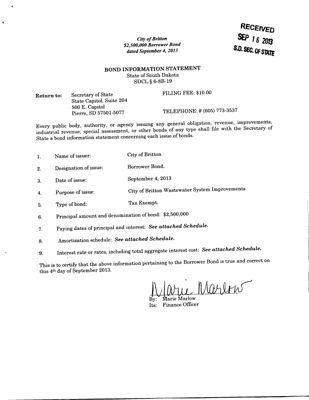 City of Britton
$2,500,000 Borrower Bond
dated September 4, 2013
RECEIVED
SEP 16 2013
S.D. SEC. OF STATE
BOND INFORMATION STATEMENT
State of South Dakota
SDCL § 6-8B-19
Return to: Secretary of State FILING FEE: $10.00
State Capitol, Suite 204
500 E. Capitol
Pierre, SD 57501-5077 TELEPHONE: # (605) 773-3537
Every public body, authority, or agency issuing any general obligation, revenue, improvements,
industrial revenue, special assessment, or other bonds of any type shall file with the Secretary of
State a bond information statement concerning each issue of bonds.
1. Name of issuer: City of Britton
2. Designation of issue: Borrower Bond.
3. Date of issue: September 4, 2013
4. Purpose of issue: City of Britton Wastewater System Improvements
5. Type of bond: Tax Exempt.
6. Principal amount and denomination of bond: $2,500,000
7. Paying dates of principal and interest: See attached Schedule.
8. Amortization schedule: See attached Schedule.
9. Interest rate or rates, including total aggregate interest cost: See attached Schedule.
This is to certify that the above information pertaining to the Borrower Bond is true and correct on
this 4th day of September 2013.
Marie Marlow
By: Marie Marlow
Its: Finance Officer